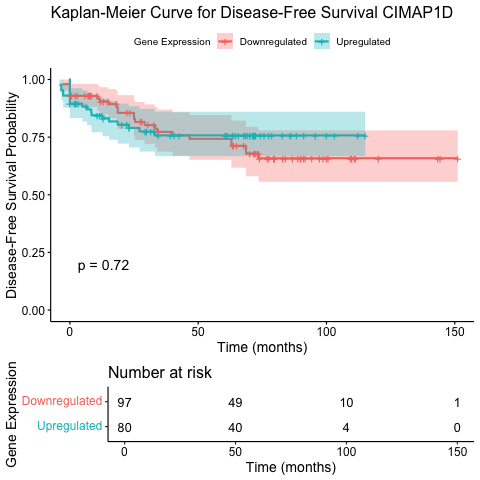 Kaplan-Meier Curve for Disease-Free Survival CIMAP1D
Gene Expression Downregulated Upregulated
Disease-Free Survival Probability
1.00
0.75
0.50
0.25
0.00
p = 0.72
0 50 100 150
Time (months)
Number at risk
Gene Expression
Downregulated 97 49 10 1
Upregulated 80 40 4 0
0 50 100 150
Time (months)